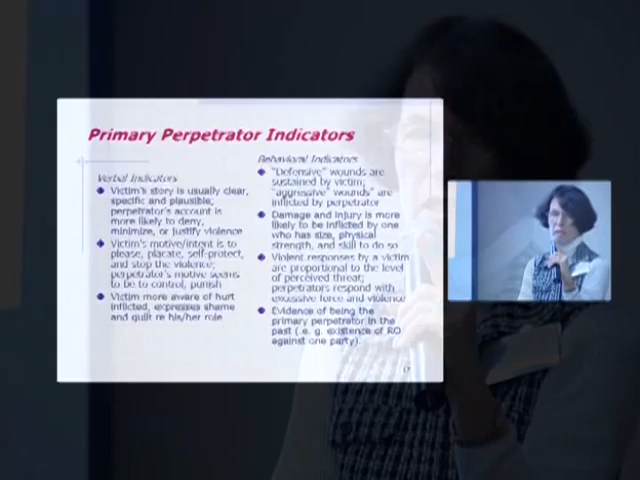 Primary Perpetrator Indicators
Verbal Indicators
Victim's story is usually clear,
specific and plausible;
perpetrator's account is
more likely to deny,
minimize, or justify violence
Victim's motive/intent is to
please, placate, self-protect,
and stop the violence;
perpetrator's motive seems
to be to control, punish
Victim more aware of hurt
inflicted, expresses shame
and guilt re his/her role
Behavioral Indicators
"Defensive" wounds are
sustained by victim;
"aggressive" wounds" are
inflicted by perpetrator
Damage and injury is more
likely to be inflicted by one
who has size, physical
strength, and skill to do so
Violent responses by a victim
are proportional to the level
of perceived threat;
perpetrators respond with
excessive force and violence
Evidence of being the
primary perpetrator in the
past (i.e. g. existence of RO
against one party).
17